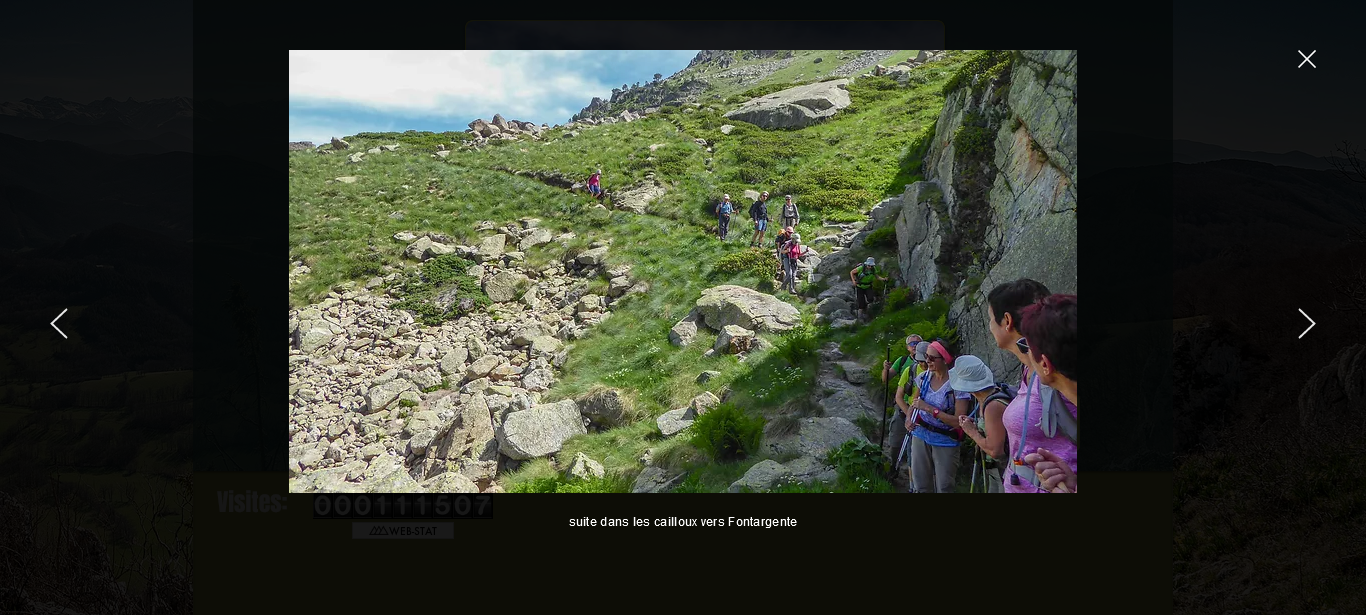 Visites:
000111507
WEB-STAT
suite dans les cailloux vers Fontargente